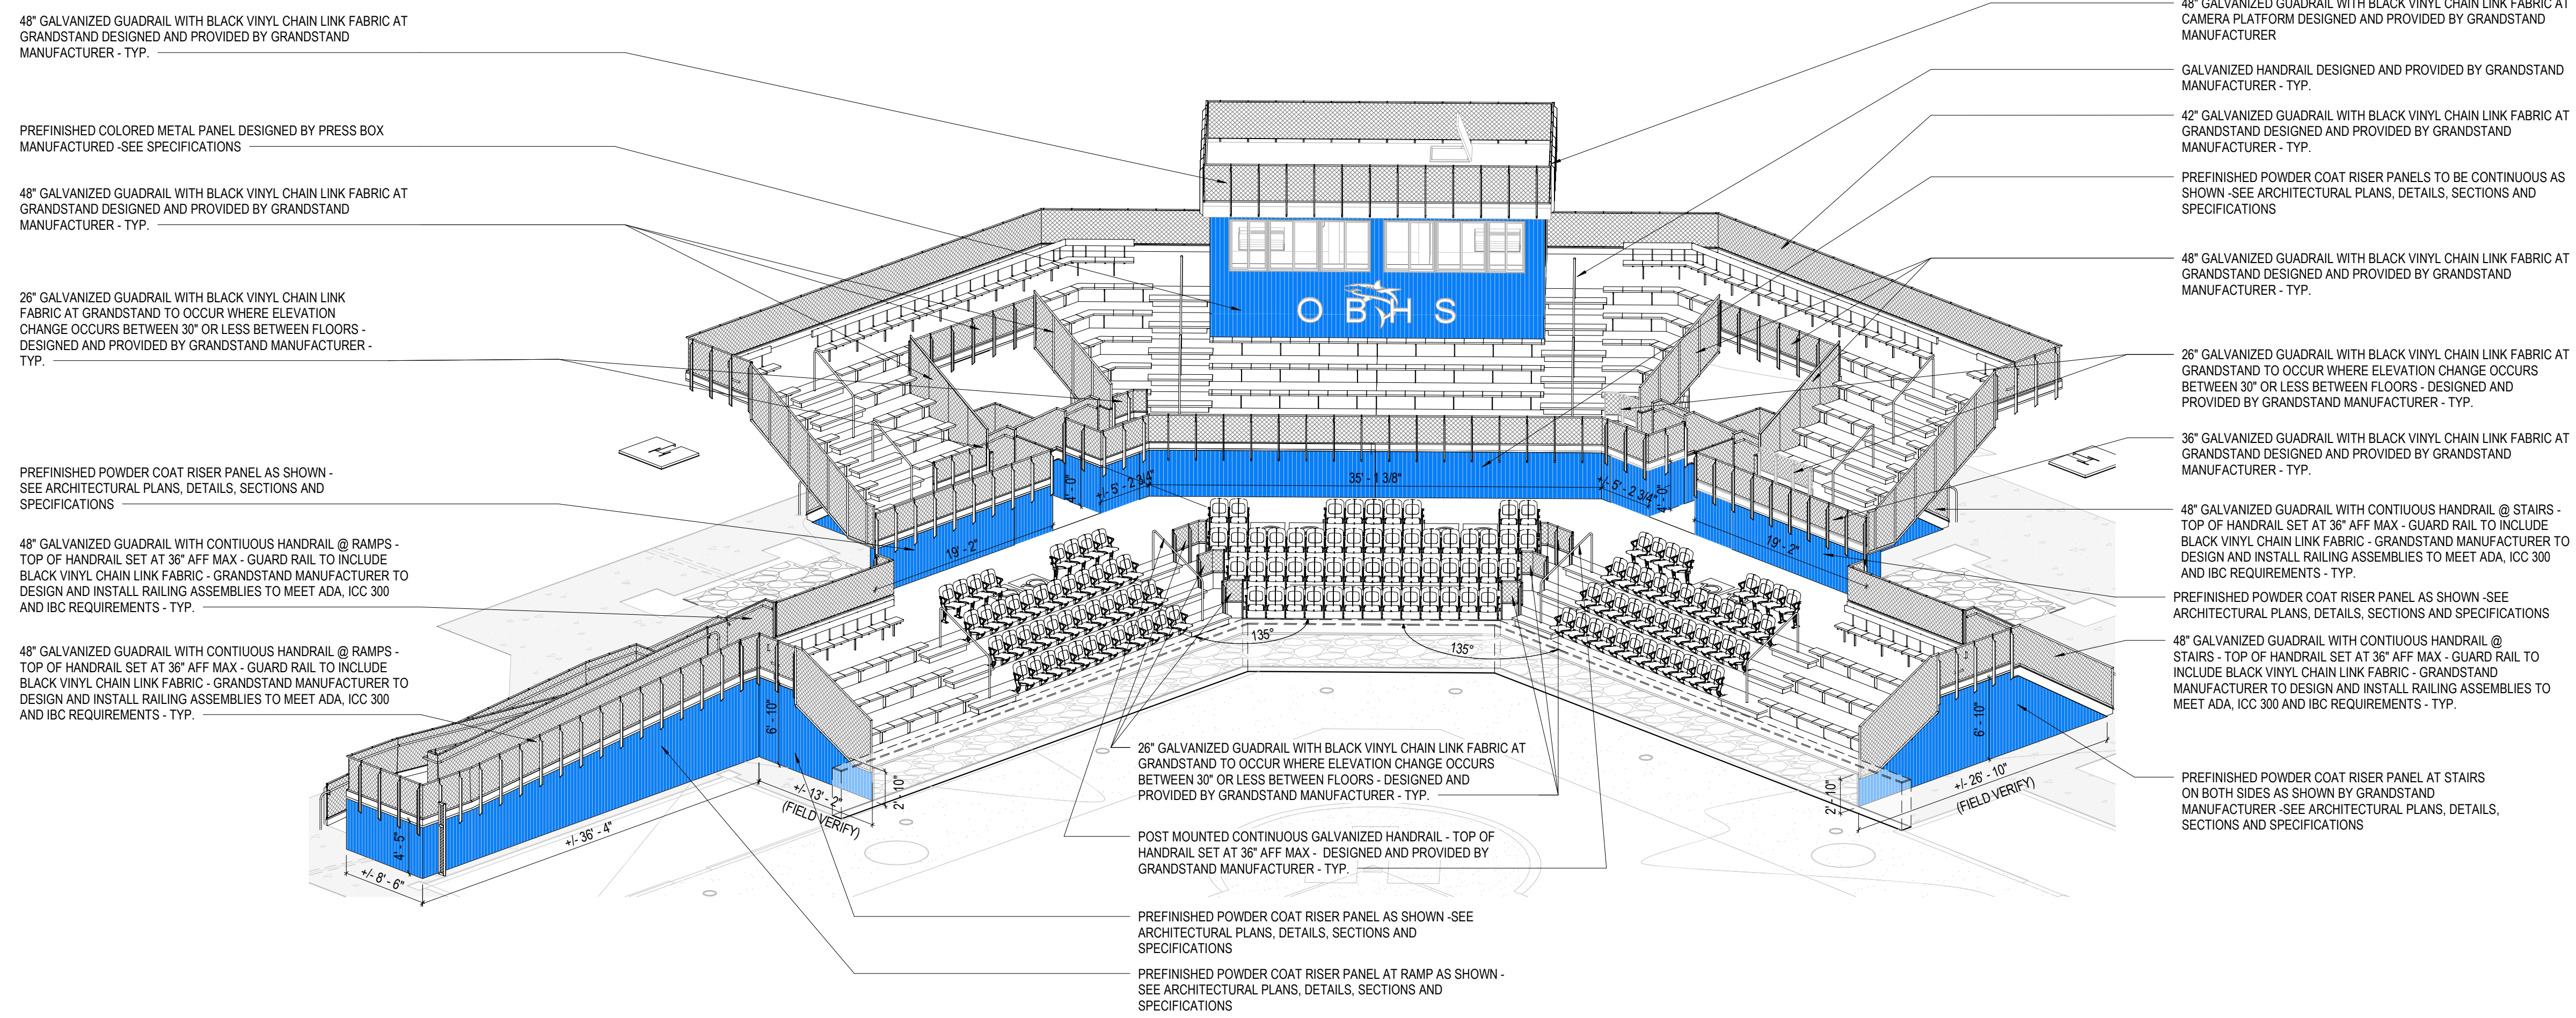 48" GALVANIZED GUADRAIL WITH BLACK VINYL CHAIN LINK FABRIC AT
GRANDSTAND DESIGNED AND PROVIDED BY GRANDSTAND
MANUFACTURER - TYP.
PREFINISHED COLORED METAL PANEL DESIGNED BY PRESS BOX
MANUFACTURED -SEE SPECIFICATIONS
48" GALVANIZED GUADRAIL WITH BLACK VINYL CHAIN LINK FABRIC AT
GRANDSTAND DESIGNED AND PROVIDED BY GRANDSTAND
MANUFACTURER - TYP.
26" GALVANIZED GUADRAIL WITH BLACK VINYL CHAIN LINK
FABRIC AT GRANDSTAND TO OCCUR WHERE ELEVATION
CHANGE OCCURS BETWEEN 30" OR LESS BETWEEN FLOORS -
DESIGNED AND PROVIDED BY GRANDSTAND MANUFACTURER -
TYP.
PREFINISHED POWDER COAT RISER PANEL AS SHOWN -
SEE ARCHITECTURAL PLANS, DETAILS, SECTIONS AND
SPECIFICATIONS
48" GALVANIZED GUADRAIL WITH CONTIUOUS HANDRAIL @ RAMPS -
TOP OF HANDRAIL SET AT 36" AFF MAX - GUARD RAIL TO INCLUDE
BLACK VINYL CHAIN LINK FABRIC - GRANDSTAND MANUFACTURER TO
DESIGN AND INSTALL RAILING ASSEMBLIES TO MEET ADA, ICC 300
AND IBC REQUIREMENTS - TYP.
48" GALVANIZED GUADRAIL WITH CONTIUOUS HANDRAIL @ RAMPS -
TOP OF HANDRAIL SET AT 36" AFF MAX - GUARD RAIL TO INCLUDE
BLACK VINYL CHAIN LINK FABRIC - GRANDSTAND MANUFACTURER TO
DESIGN AND INSTALL RAILING ASSEMBLIES TO MEET ADA, ICC 300
AND IBC REQUIREMENTS - TYP.
OBHS
4' - 0"
+/- 5' - 2 3/4"
35' - 1 3/8"
+/- 5' - 2 3/4"
4' - 0"
19' - 2"
19' - 2"
135°
135°
6' - 10"
2' - 10"
+/- 13' - 2"
(FIELD VERIFY)
+/- 36' - 4"
4' - 5"
+/- 8' - 6"
6' - 10"
2' - 10"
+/- 26' - 10"
(FIELD VERIFY)
26" GALVANIZED GUADRAIL WITH BLACK VINYL CHAIN LINK FABRIC AT
GRANDSTAND TO OCCUR WHERE ELEVATION CHANGE OCCURS
BETWEEN 30" OR LESS BETWEEN FLOORS - DESIGNED AND
PROVIDED BY GRANDSTAND MANUFACTURER - TYP.
POST MOUNTED CONTINUOUS GALVANIZED HANDRAIL - TOP OF
HANDRAIL SET AT 36" AFF MAX - DESIGNED AND PROVIDED BY
GRANDSTAND MANUFACTURER - TYP.
PREFINISHED POWDER COAT RISER PANEL AS SHOWN -SEE
ARCHITECTURAL PLANS, DETAILS, SECTIONS AND
SPECIFICATIONS
PREFINISHED POWDER COAT RISER PANEL AT RAMP AS SHOWN -
SEE ARCHITECTURAL PLANS, DETAILS, SECTIONS AND
SPECIFICATIONS
48" GALVANIZED GUADRAIL WITH BLACK VINYL CHAIN LINK FABRIC AT
CAMERA PLATFORM DESIGNED AND PROVIDED BY GRANDSTAND
MANUFACTURER
GALVANIZED HANDRAIL DESIGNED AND PROVIDED BY GRANDSTAND
MANUFACTURER - TYP.
42" GALVANIZED GUADRAIL WITH BLACK VINYL CHAIN LINK FABRIC AT
GRANDSTAND DESIGNED AND PROVIDED BY GRANDSTAND
MANUFACTURER - TYP.
PREFINISHED POWDER COAT RISER PANELS TO BE CONTINUOUS AS
SHOWN -SEE ARCHITECTURAL PLANS, DETAILS, SECTIONS AND
SPECIFICATIONS
48" GALVANIZED GUADRAIL WITH BLACK VINYL CHAIN LINK FABRIC AT
GRANDSTAND DESIGNED AND PROVIDED BY GRANDSTAND
MANUFACTURER - TYP.
26" GALVANIZED GUADRAIL WITH BLACK VINYL CHAIN LINK FABRIC AT
GRANDSTAND TO OCCUR WHERE ELEVATION CHANGE OCCURS
BETWEEN 30" OR LESS BETWEEN FLOORS - DESIGNED AND
PROVIDED BY GRANDSTAND MANUFACTURER - TYP.
36" GALVANIZED GUADRAIL WITH BLACK VINYL CHAIN LINK FABRIC AT
GRANDSTAND DESIGNED AND PROVIDED BY GRANDSTAND
MANUFACTURER - TYP.
48" GALVANIZED GUADRAIL WITH CONTIUOUS HANDRAIL @ STAIRS -
TOP OF HANDRAIL SET AT 36" AFF MAX - GUARD RAIL TO INCLUDE
BLACK VINYL CHAIN LINK FABRIC - GRANDSTAND MANUFACTURER TO
DESIGN AND INSTALL RAILING ASSEMBLIES TO MEET ADA, ICC 300
AND IBC REQUIREMENTS - TYP.
PREFINISHED POWDER COAT RISER PANEL AS SHOWN -SEE
ARCHITECTURAL PLANS, DETAILS, SECTIONS AND SPECIFICATIONS
48" GALVANIZED GUADRAIL WITH CONTIUOUS HANDRAIL @
STAIRS - TOP OF HANDRAIL SET AT 36" AFF MAX - GUARD RAIL TO
INCLUDE BLACK VINYL CHAIN LINK FABRIC - GRANDSTAND
MANUFACTURER TO DESIGN AND INSTALL RAILING ASSEMBLIES TO
MEET ADA, ICC 300 AND IBC REQUIREMENTS - TYP.
PREFINISHED POWDER COAT RISER PANEL AT STAIRS
ON BOTH SIDES AS SHOWN BY GRANDSTAND
MANUFACTURER -SEE ARCHITECTURAL PLANS, DETAILS,
SECTIONS AND SPECIFICATIONS